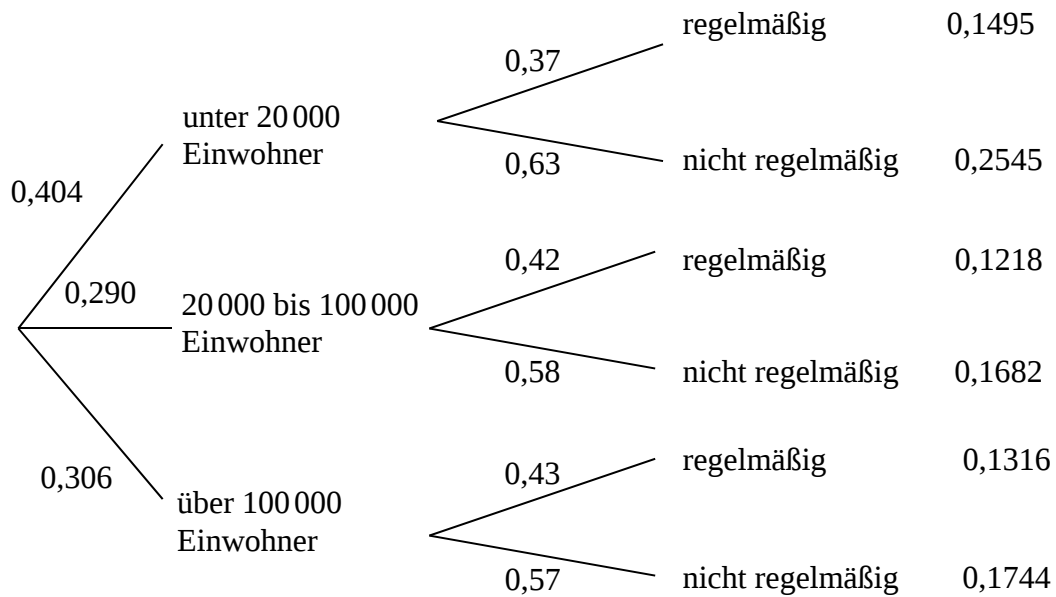 regelmäßig 0,1495
0,37
unter 20 000
Einwohner
0,63
nicht regelmäßig 0,2545
0,404
0,42
regelmäßig 0,1218
0,290
20 000 bis 100 000
Einwohner
0,58
nicht regelmäßig 0,1682
0,43
regelmäßig 0,1316
0,306
über 100 000
Einwohner
0,57
nicht regelmäßig 0,1744